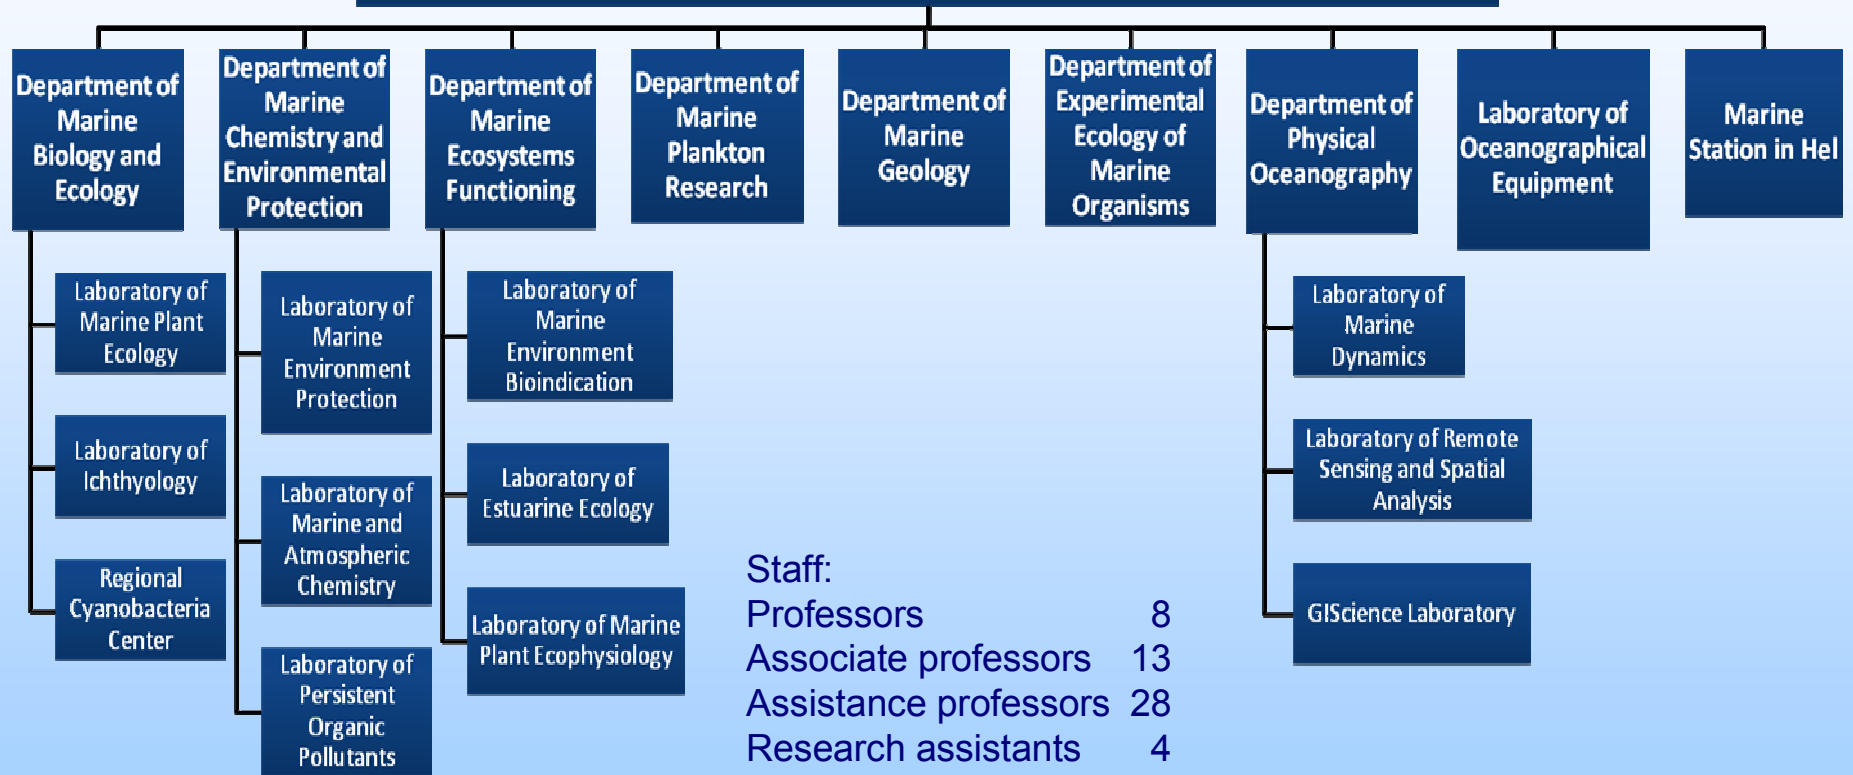 Department of
Marine
Biology and
Ecology
Department of
Marine
Chemistry and
Environmental
Protection
Department of
Marine
Ecosystems
Functioning
Department of
Marine
Plankton
Research
Department of
Marine
Geology
Department of
Experimental
Ecology of
Marine
Organisms
Department of
Physical
Oceanography
Laboratory of
Oceanographical
Equipment
Marine
Station in Hel
Laboratory of
Marine Plant
Ecology
Laboratory of
Ichthyology
Regional
Cyanobacteria
Center
Laboratory of
Marine
Environment
Protection
Laboratory of
Marine and
Atmospheric
Chemistry
Laboratory of
Persistent
Organic
Pollutants
Laboratory of
Marine
Environment
Bioindication
Laboratory of
Estuarine Ecology
Laboratory of Marine
Plant Ecophysiology
Laboratory of
Marine
Dynamics
Laboratory of Remote
Sensing and Spatial
Analysis
GIScience Laboratory
Staff:
Professors 8
Associate professors 13
Assistance professors 28
Research assistants 4